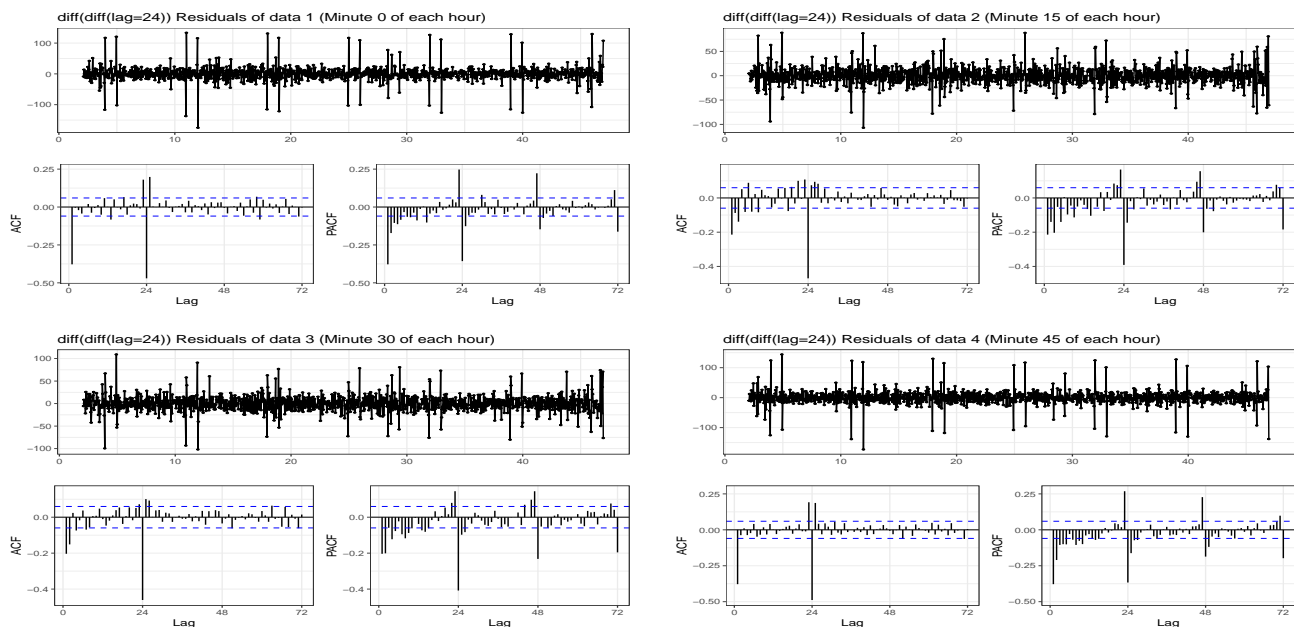 diff(diff(lag=24)) Residuals of data 1 (Minute 0 of each hour)
100
0
−100
0 10 20 30 40
0.25
0.00
−0.25
−0.50
ACF
0 24 48 72
Lag
0.25
0.00
−0.25
−0.50
PACF
0 24 48 72
Lag
diff(diff(lag=24)) Residuals of data 2 (Minute 15 of each hour)
50
0
−50
−100
0 10 20 30 40
0.0
−0.2
−0.4
ACF
0 24 48 72
Lag
0.0
−0.2
−0.4
PACF
0 24 48 72
Lag
diff(diff(lag=24)) Residuals of data 3 (Minute 30 of each hour)
100
50
0
−50
−100
0 10 20 30 40
0.0
−0.2
−0.4
ACF
0 24 48 72
Lag
0.0
−0.2
−0.4
PACF
0 24 48 72
Lag
diff(diff(lag=24)) Residuals of data 4 (Minute 45 of each hour)
100
0
−100
0 10 20 30 40
0.25
0.00
−0.25
−0.50
ACF
0 24 48 72
Lag
0.25
0.00
−0.25
−0.50
PACF
0 24 48 72
Lag